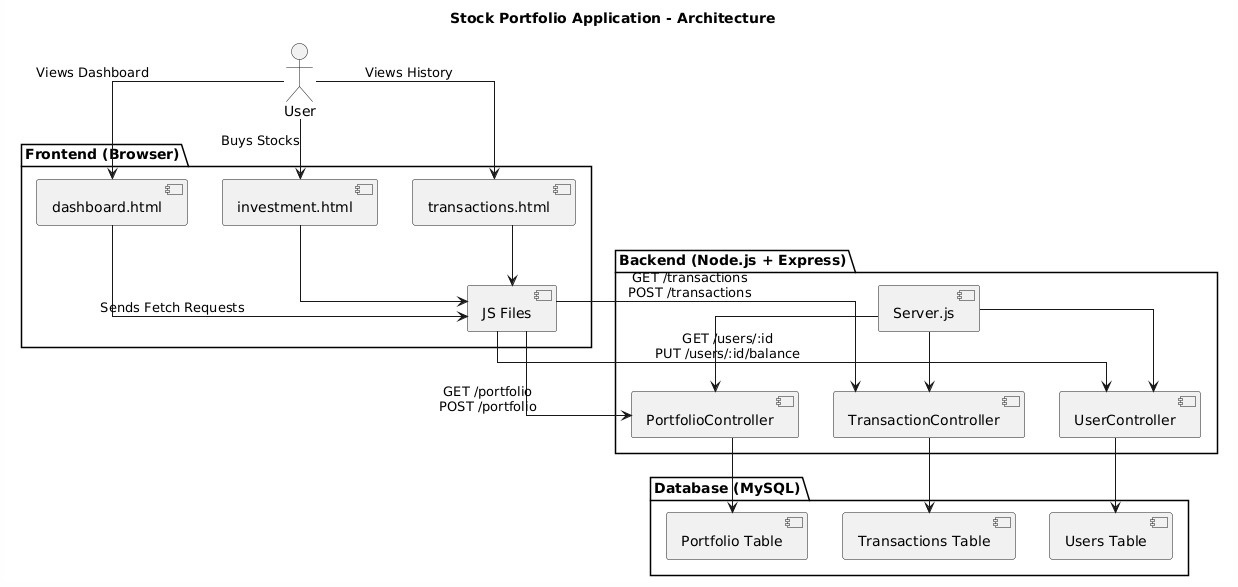 Stock Portfolio Application - Architecture
Views Dashboard
Views History
User
Buys Stocks
Frontend (Browser)
dashboard.html
investment.html
transactions.html
Backend (Node.js + Express)
GET /transactions
POST /transactions
Sends Fetch Requests
JS Files
Server.js
GET /users/:id
PUT /users/:id/balance
GET /portfolio
POST /portfolio
PortfolioController
TransactionController
UserController
Database (MySQL)
Portfolio Table
Transactions Table
Users Table